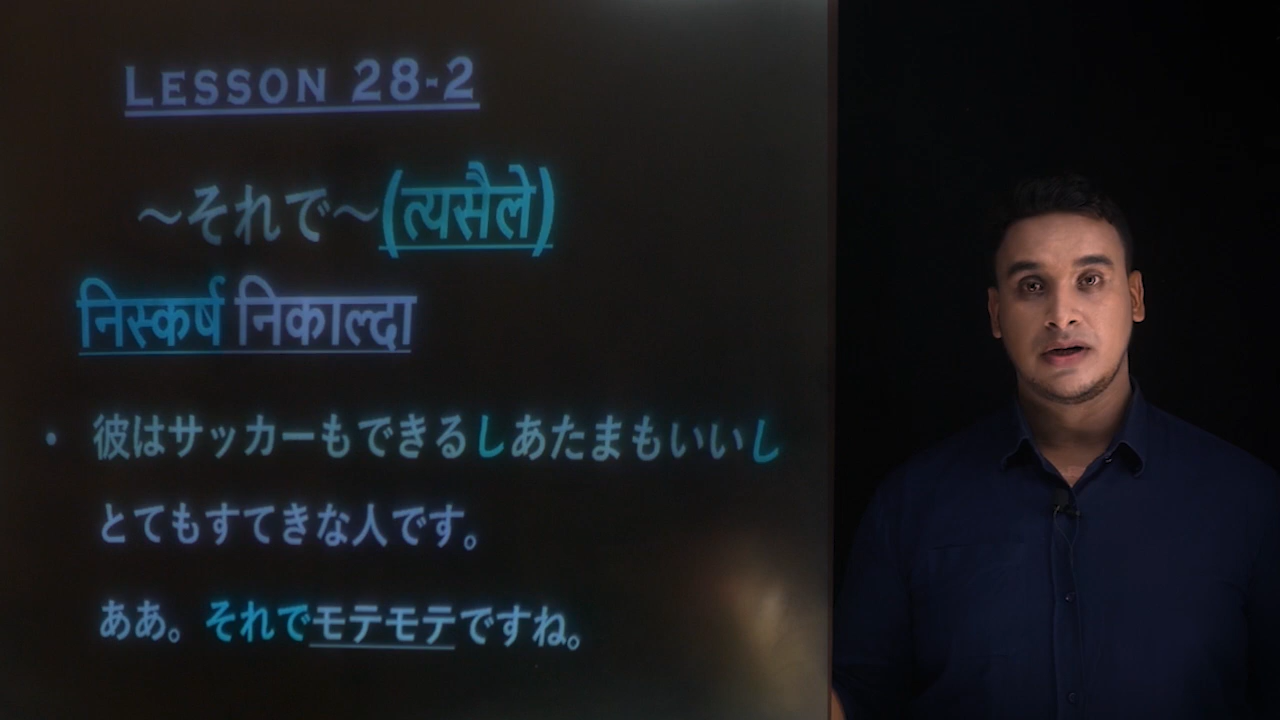 LESSON 28-2
～それで～(त्यसैले)
निस्कर्ष निकाल्दा
• 彼はサッカーもできるしあたまもいいし
とてもすてきな人です。
ああ。それでモテモテですね。